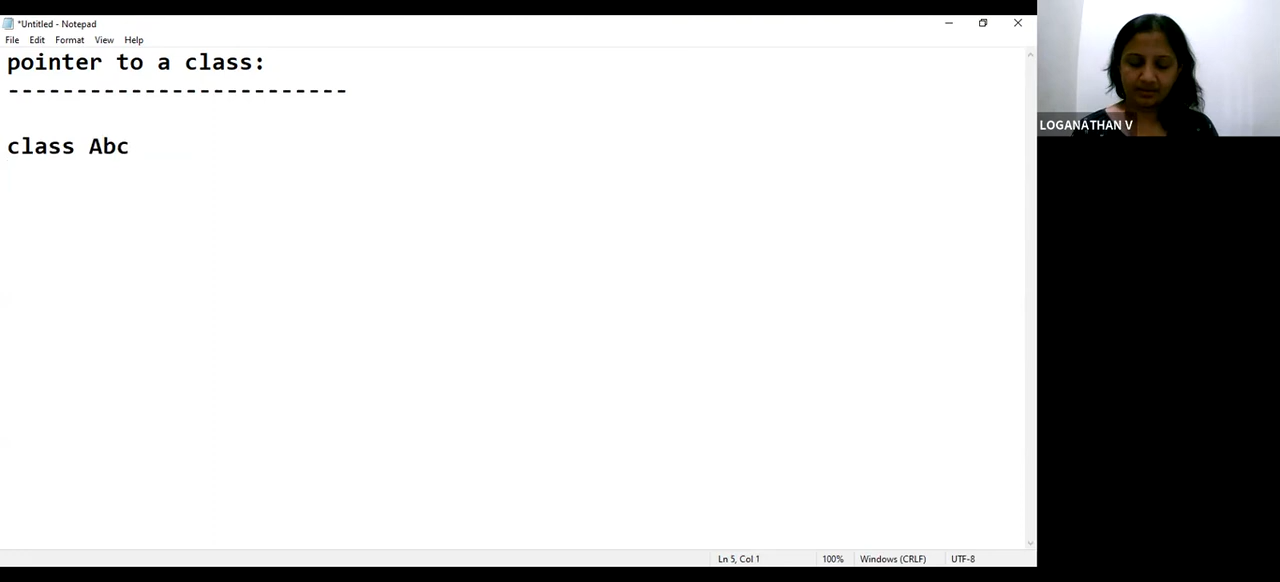 *Untitled - Notepad
File Edit Format View Help
pointer to a class:
-------------------------
class Abc
LOGANATHAN V
Ln 5, Col 1 100% Windows (CRLF) UTF-8